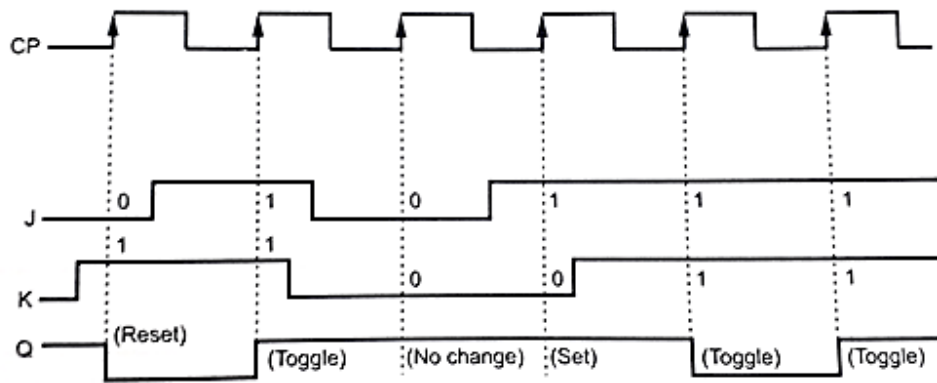 CP
0 1 0 1 1 1
J
1 1
0 0 1 1
K
(Reset)
Q (Toggle) (No change) (Set) (Toggle) (Toggle)